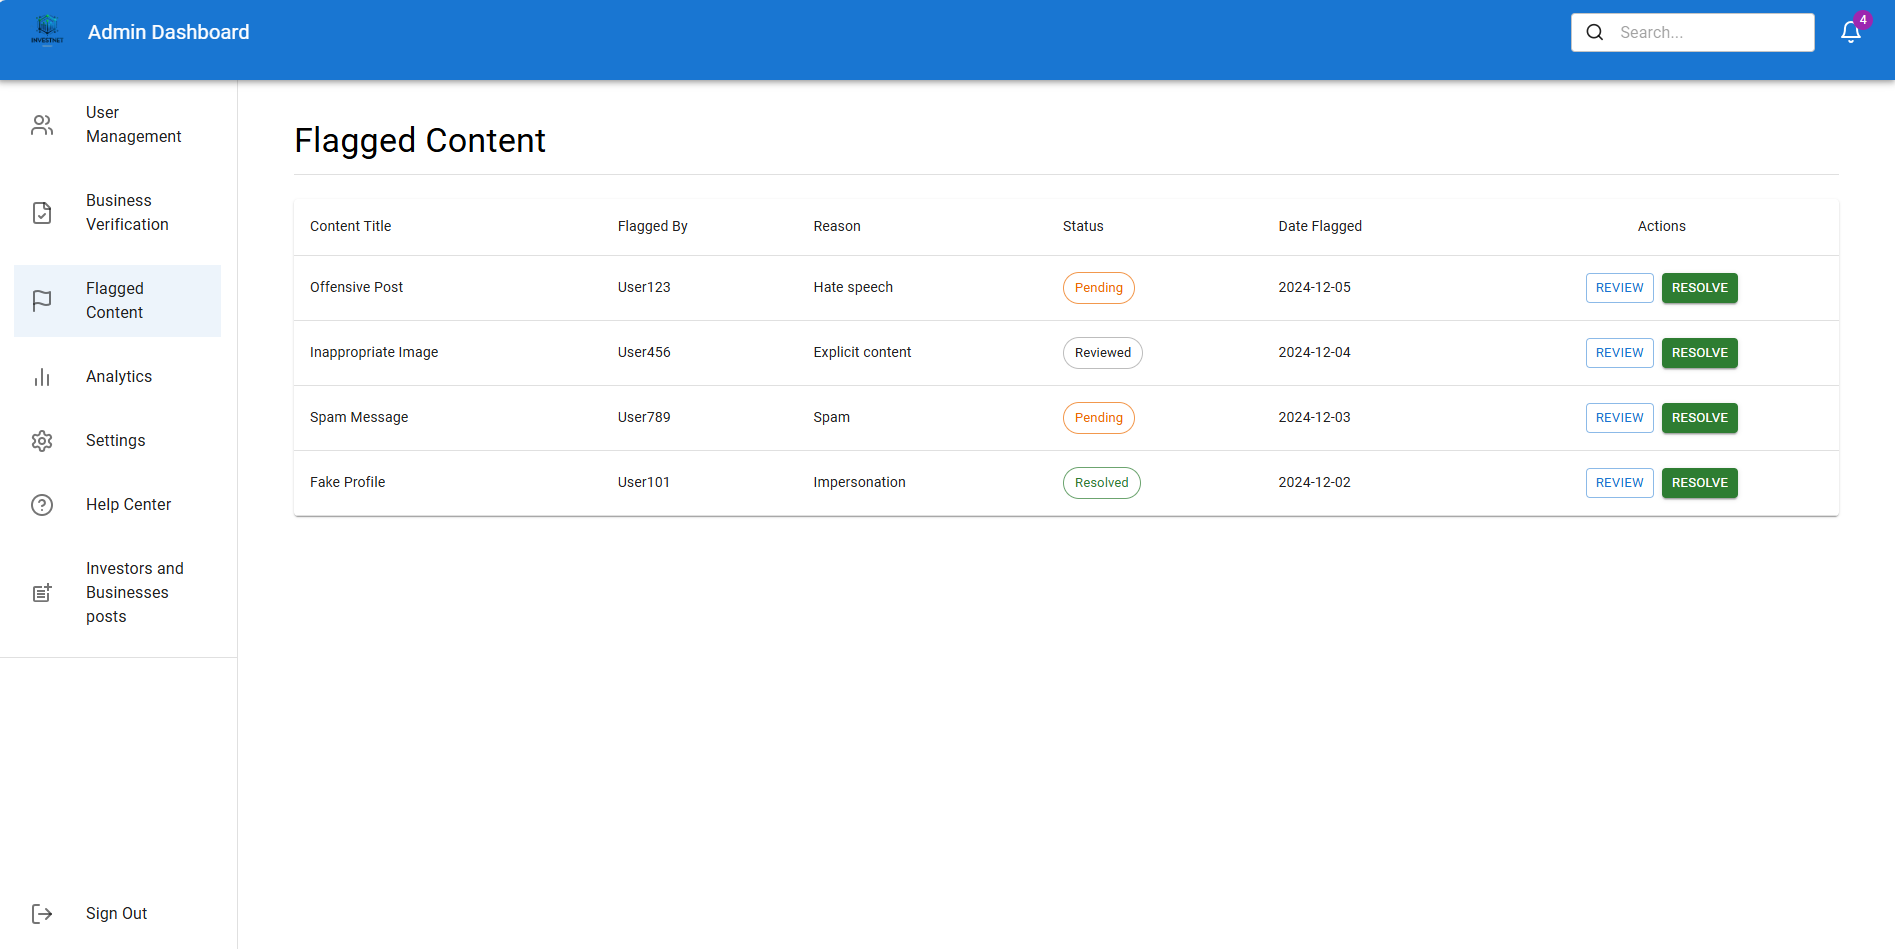 INVESTNET
Admin Dashboard
Search...
4
User
Management
Business
Verification
Flagged
Content
Analytics
Settings
Help Center
Investors and
Businesses
posts
Sign Out
Flagged Content
Content Title Flagged By Reason Status Date Flagged Actions
Offensive Post User123 Hate speech Pending 2024-12-05 REVIEW RESOLVE
Inappropriate Image User456 Explicit content Reviewed 2024-12-04 REVIEW RESOLVE
Spam Message User789 Spam Pending 2024-12-03 REVIEW RESOLVE
Fake Profile User101 Impersonation Resolved 2024-12-02 REVIEW RESOLVE